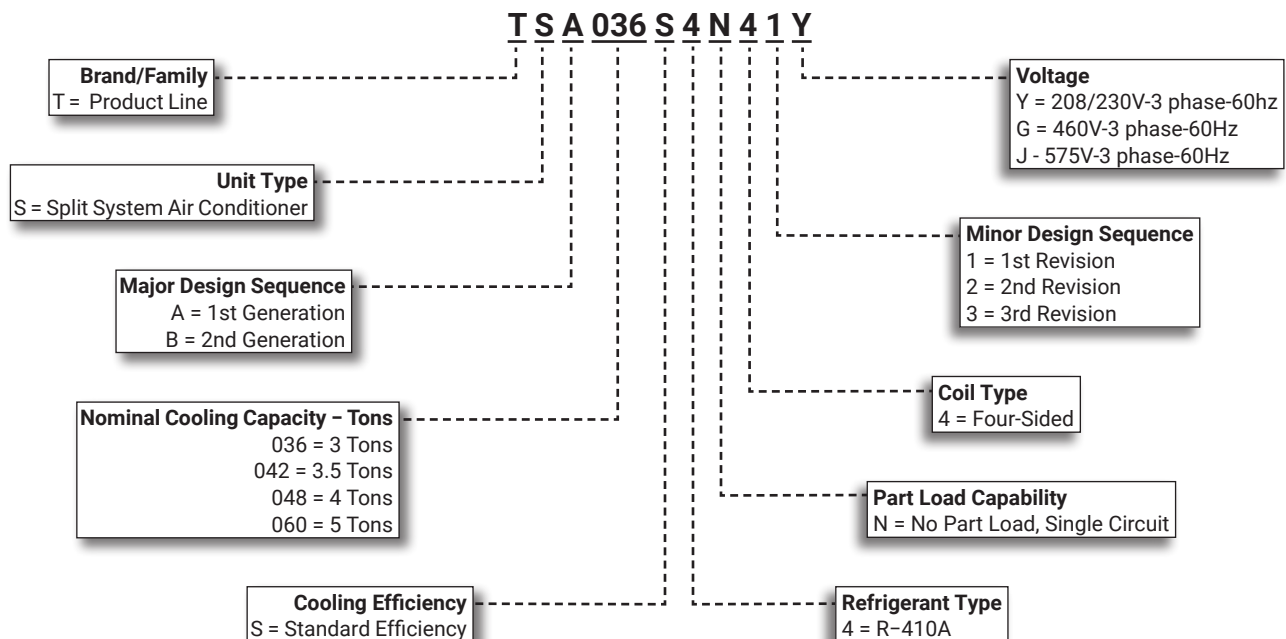 T S A 036 S 4 N 4 1 Y
Brand/Family
T = Product Line
Voltage
Y = 208/230V-3 phase-60hz
G = 460V-3 phase-60Hz
J - 575V-3 phase-60Hz
Unit Type
S = Split System Air Conditioner
Minor Design Sequence
1 = 1st Revision
2 = 2nd Revision
3 = 3rd Revision
Major Design Sequence
A = 1st Generation
B = 2nd Generation
Coil Type
4 = Four-Sided
Nominal Cooling Capacity – Tons
036 = 3 Tons
042 = 3.5 Tons
048 = 4 Tons
060 = 5 Tons
Part Load Capability
N = No Part Load, Single Circuit
Cooling Efficiency
S = Standard Efficiency
Refrigerant Type
4 = R–410A